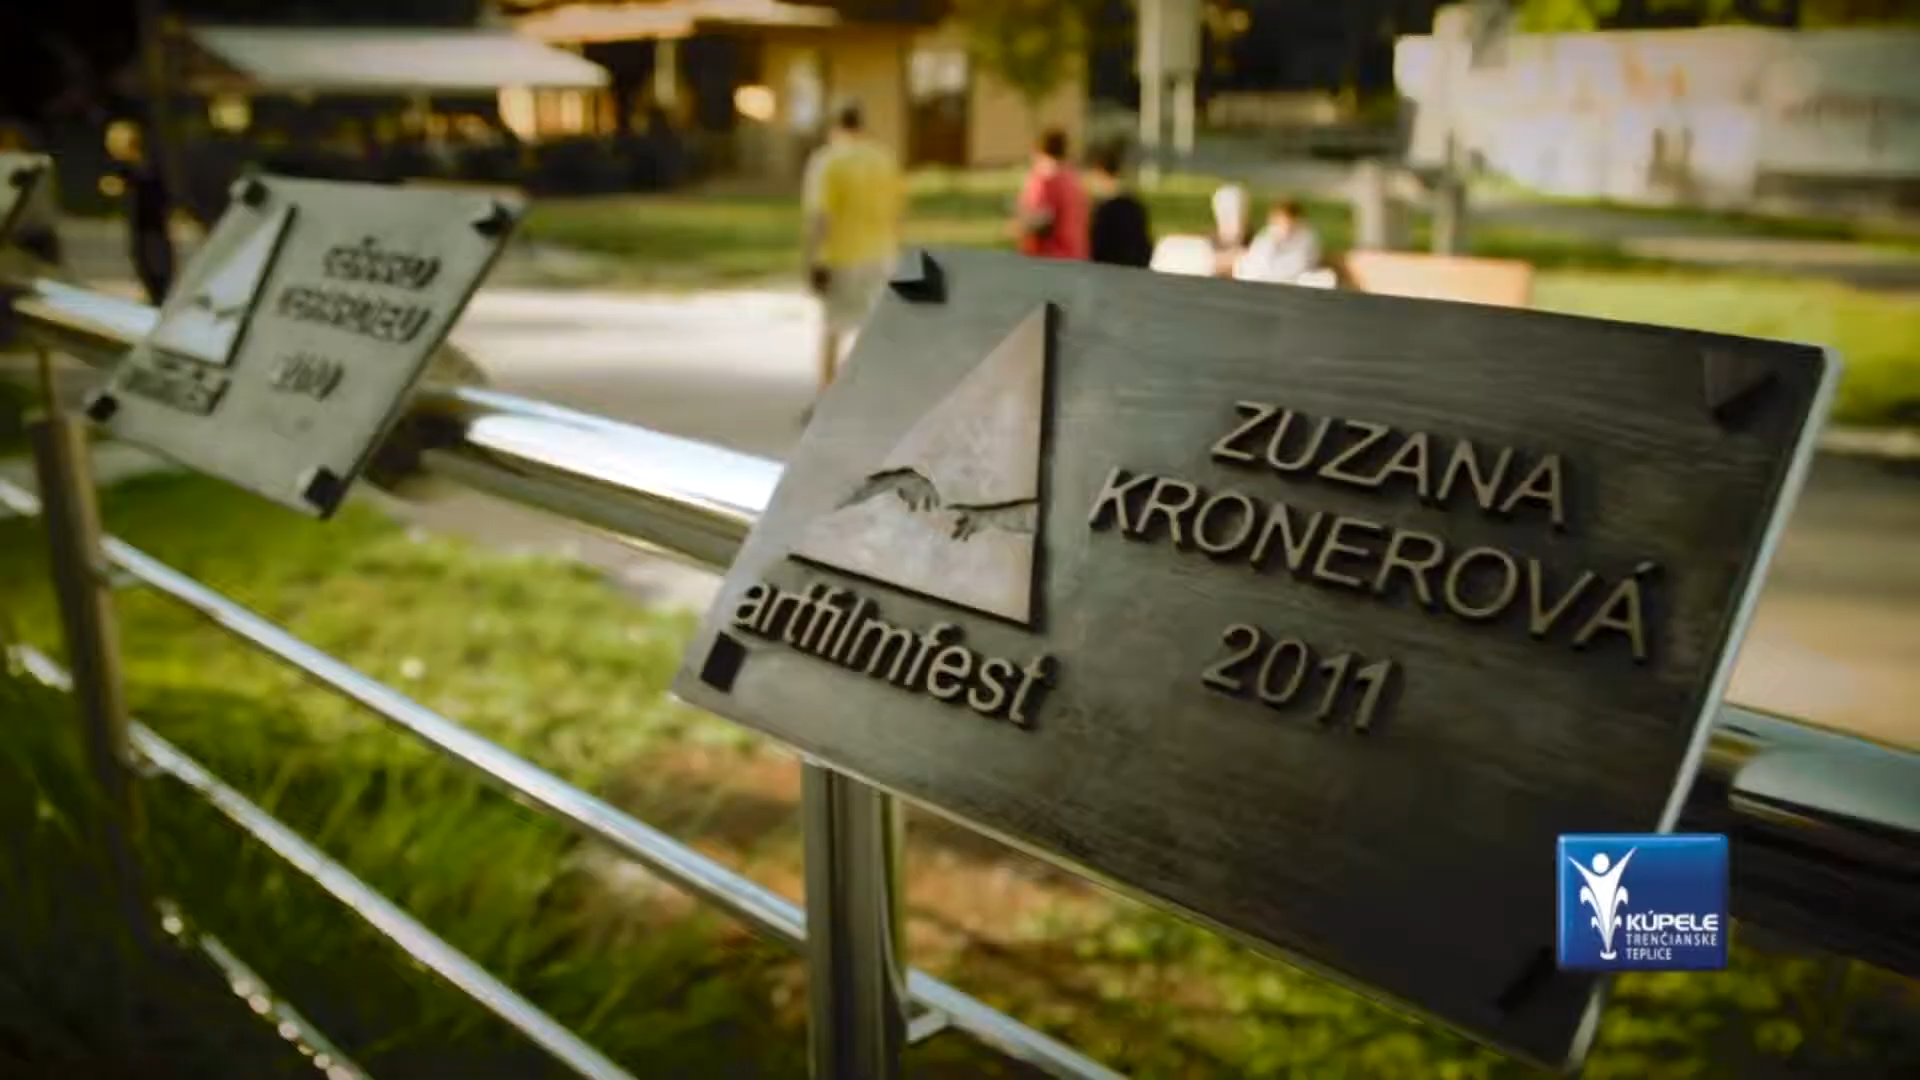 artfilmfest
ZUZANA
KRONEROVÁ
2011
KÚPELE
TRENČIANSKE
TEPLICE